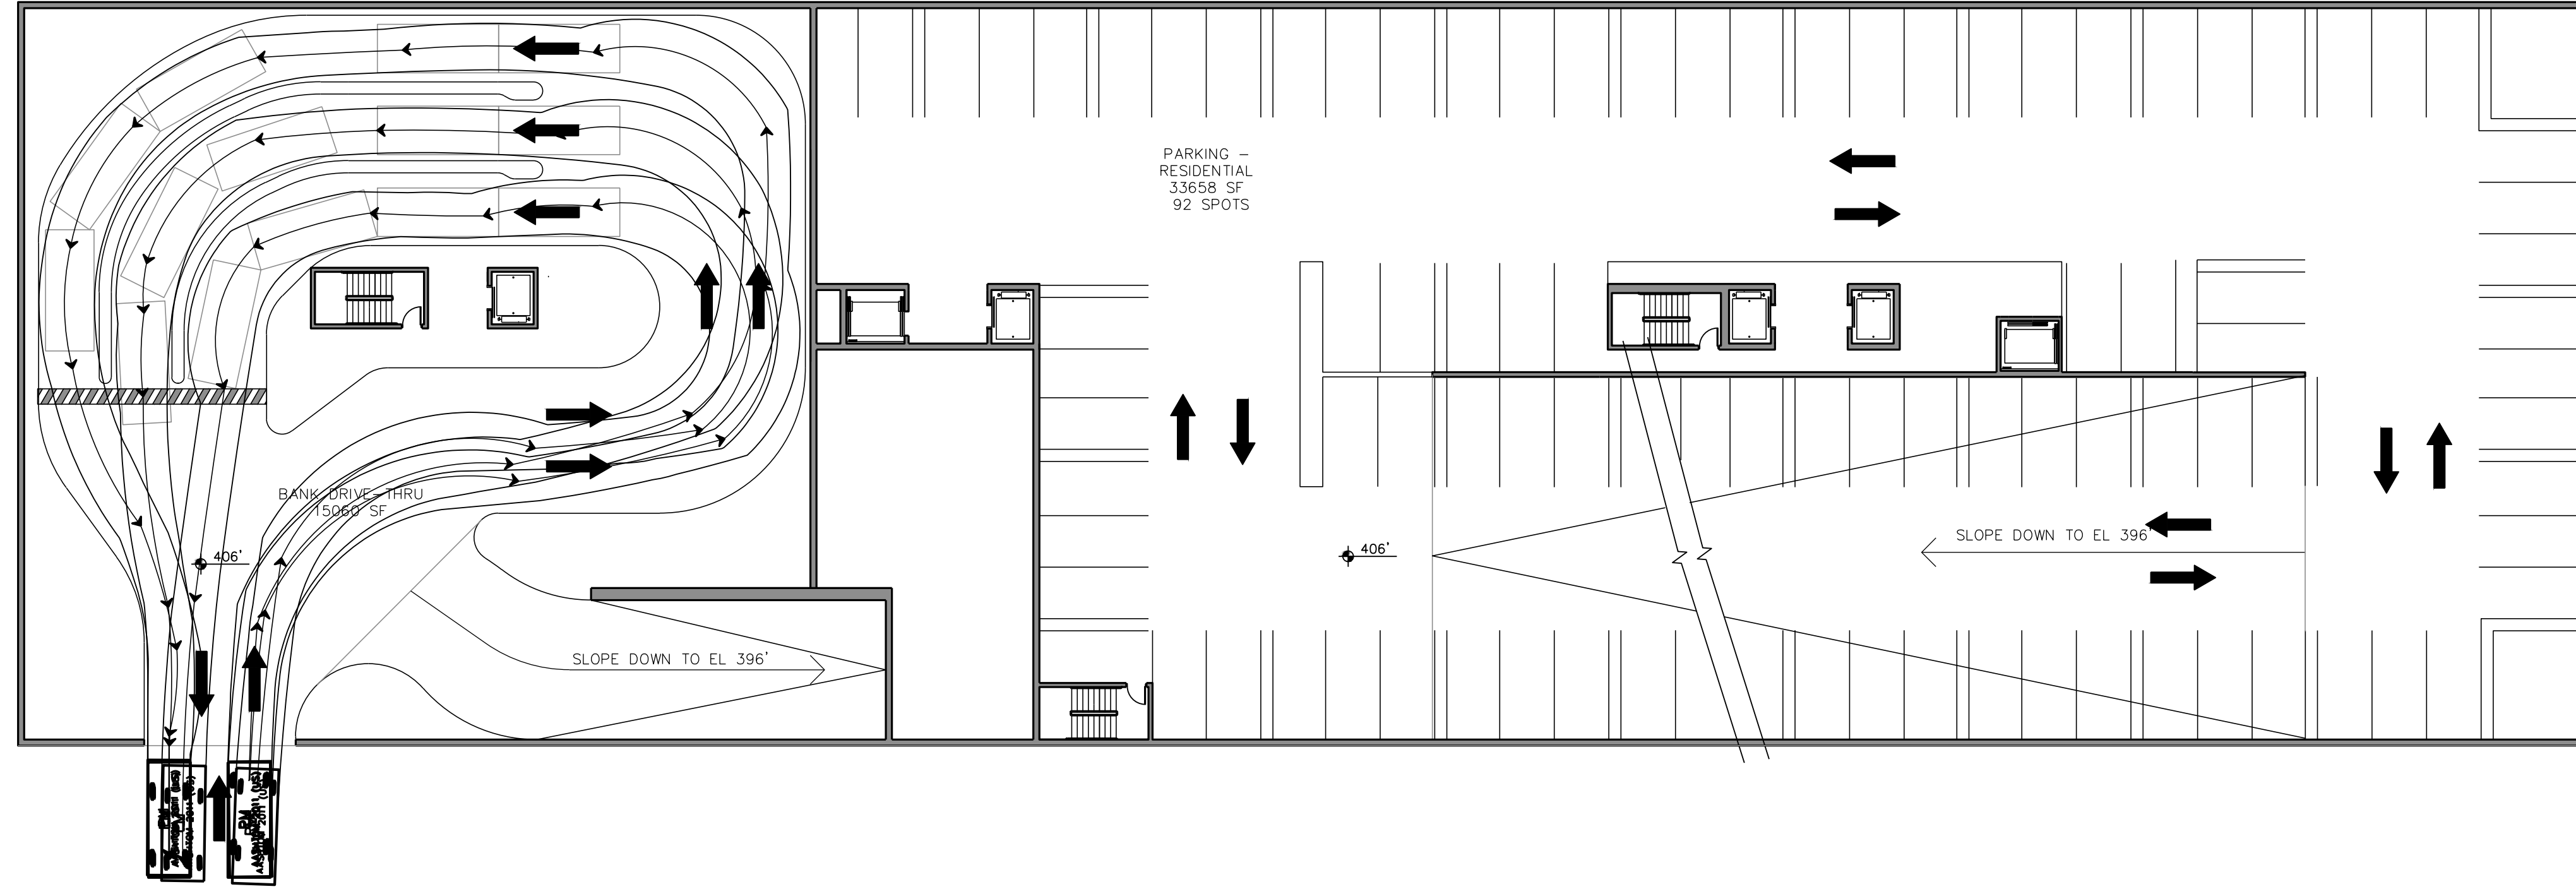 PARKING –
RESIDENTIAL
33658 SF
92 SPOTS
BANK DRIVE–THRU
15060 SF
406'
406'
SLOPE DOWN TO EL 396'
SLOPE DOWN TO EL 396'